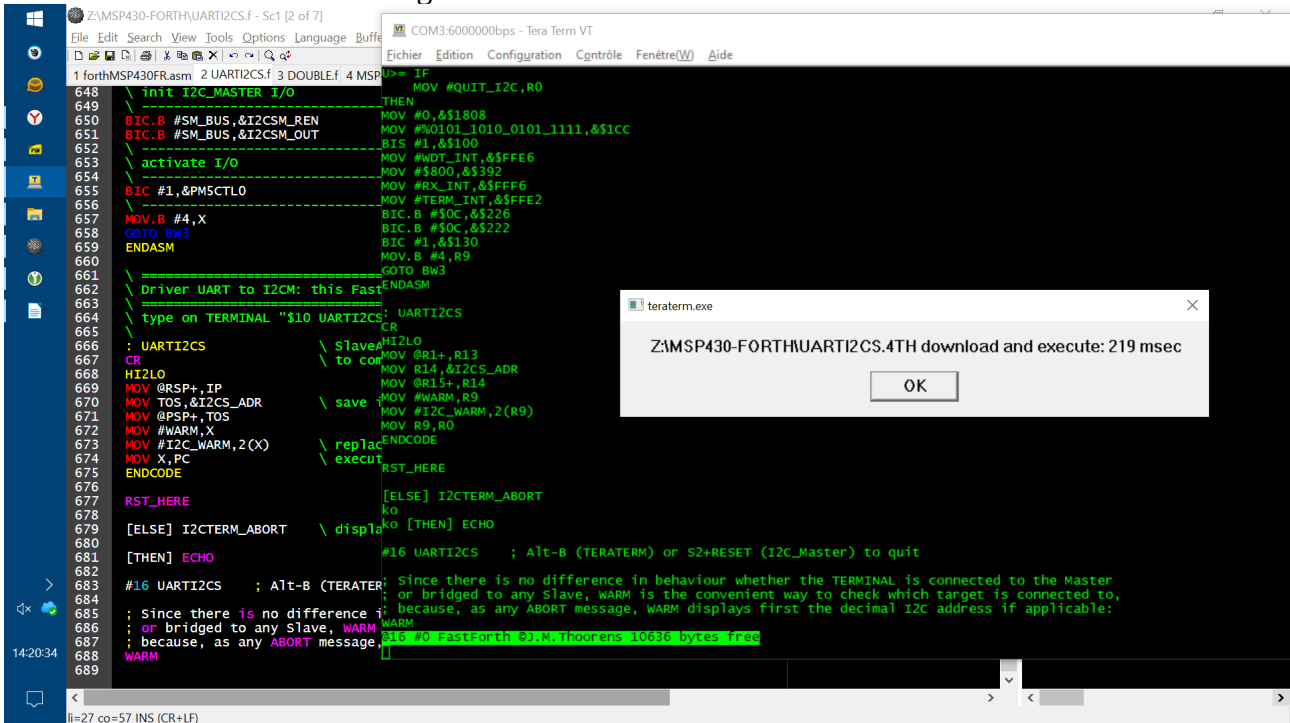 Z:\MSP430-FORTH\UARTI2CS.f - Sc1 [2 of 7]
File Edit Search View Tools Options Language Buffe
1 forthMSP430FR.asm 2 UARTI2CS.f 3 DOUBLE.f 4 MSP
648 \ init I2C_MASTER I/O
649 \ --------------------------------
650 BIC.B #SM_BUS,&I2CSM_REN
651 BIC.B #SM_BUS,&I2CSM_OUT
652 \ --------------------------------
653 \ activate I/O
654 \ --------------------------------
655 BIC #1,&PM5CTL0
656 \ --------------------------------
657 MOV.B #4,X
658 GOTO BW3
659 ENDASM
660
661 \ ================================
662 \ Driver UART to I2CM: this Fast
663 \ ================================
664 \ type on TERMINAL "$10 UARTI2CS
665 \
666 : UARTI2CS \ SlaveA
667 CR \ to com
668 HI2LO
669 MOV @RSP+,IP
670 MOV TOS,&I2CS_ADR \ save i
671 MOV @PSP+,TOS
672 MOV #WARM,X
673 MOV #I2C_WARM,2(X) \ replac
674 MOV X,PC \ execut
675 ENDCODE
676
677 RST_HERE
678
679 [ELSE] I2CTERM_ABORT \ displa
680
681 [THEN] ECHO
682
683 #16 UARTI2CS ; Alt-B (TERATER
684
685 ; Since there is no difference i
686 ; or bridged to any Slave, WARM
687 ; because, as any ABORT message,
688 WARM
689
li=27 co=57 INS (CR+LF)
14:20:34
COM3:6000000bps - Tera Term VT
Fichier Edition Configuration Contrôle Fenêtre(W) Aide
U>= IF
MOV #QUIT_I2C,R0
THEN
MOV #0,&$1808
MOV #%0101_1010_0101_1111,&$1CC
BIS #1,&$100
MOV #WDT_INT,&$FFE6
MOV #$800,&$392
MOV #RX_INT,&$FFF6
MOV #TERM_INT,&$FFE2
BIC.B #$0C,&$226
BIC.B #$0C,&$222
BIC #1,&$130
MOV.B #4,R9
GOTO BW3
ENDASM
: UARTI2CS
CR
HI2LO
MOV @R1+,R13
MOV R14,&I2CS_ADR
MOV @R15+,R14
MOV #WARM,R9
MOV #I2C_WARM,2(R9)
MOV R9,R0
ENDCODE
RST_HERE
[ELSE] I2CTERM_ABORT
ko
ko [THEN] ECHO
#16 UARTI2CS ; Alt-B (TERATERM) or S2+RESET (I2C_Master) to quit
; Since there is no difference in behaviour whether the TERMINAL is connected to the Master
; or bridged to any Slave, WARM is the convenient way to check which target is connected to,
; because, as any ABORT message, WARM displays first the decimal I2C address if applicable:
WARM
@16 #0 FastForth ©J.M.Thoorens 10636 bytes free
teraterm.exe
Z:\MSP430-FORTH\UARTI2CS.4TH download and execute: 219 msec
OK